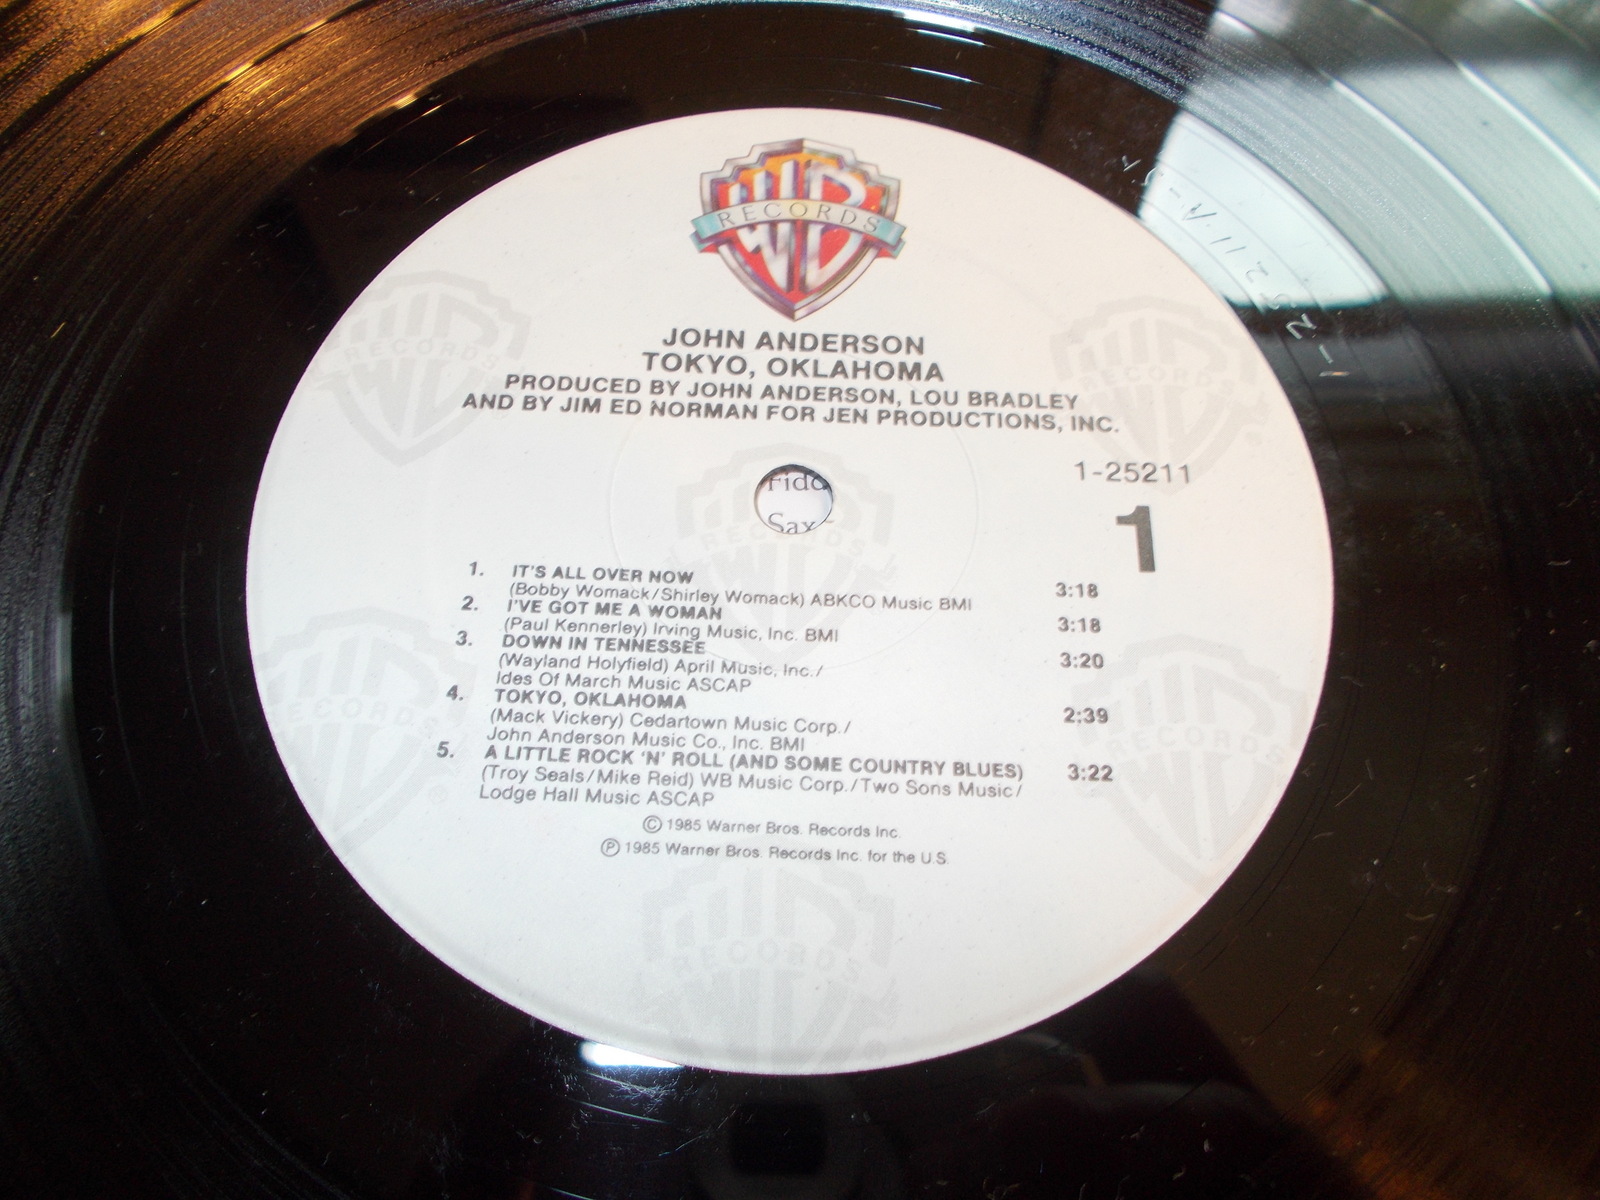 WB
RECORDS
JOHN ANDERSON
TOKYO, OKLAHOMA
PRODUCED BY JOHN ANDERSON, LOU BRADLEY
AND BY JIM ED NORMAN FOR JEN PRODUCTIONS, INC.
1-25211
1
Sax
1. IT'S ALL OVER NOW 3:18
(Bobby Womack/Shirley Womack) ABKCO Music BMI
2. I'VE GOT ME A WOMAN 3:18
(Paul Kennerley) Irving Music, Inc. BMI
3. DOWN IN TENNESSEE 3:20
(Wayland Holyfield) April Music, Inc./
Ides Of March Music ASCAP
4. TOKYO, OKLAHOMA 2:39
(Mack Vickery) Cedartown Music Corp./
John Anderson Music Co., Inc. BMI
5. A LITTLE ROCK 'N' ROLL (AND SOME COUNTRY BLUES) 3:22
(Troy Seals/Mike Reid) WB Music Corp./Two Sons Music/
Lodge Hall Music ASCAP
© 1985 Warner Bros. Records Inc.
℗ 1985 Warner Bros. Records Inc. for the U.S.